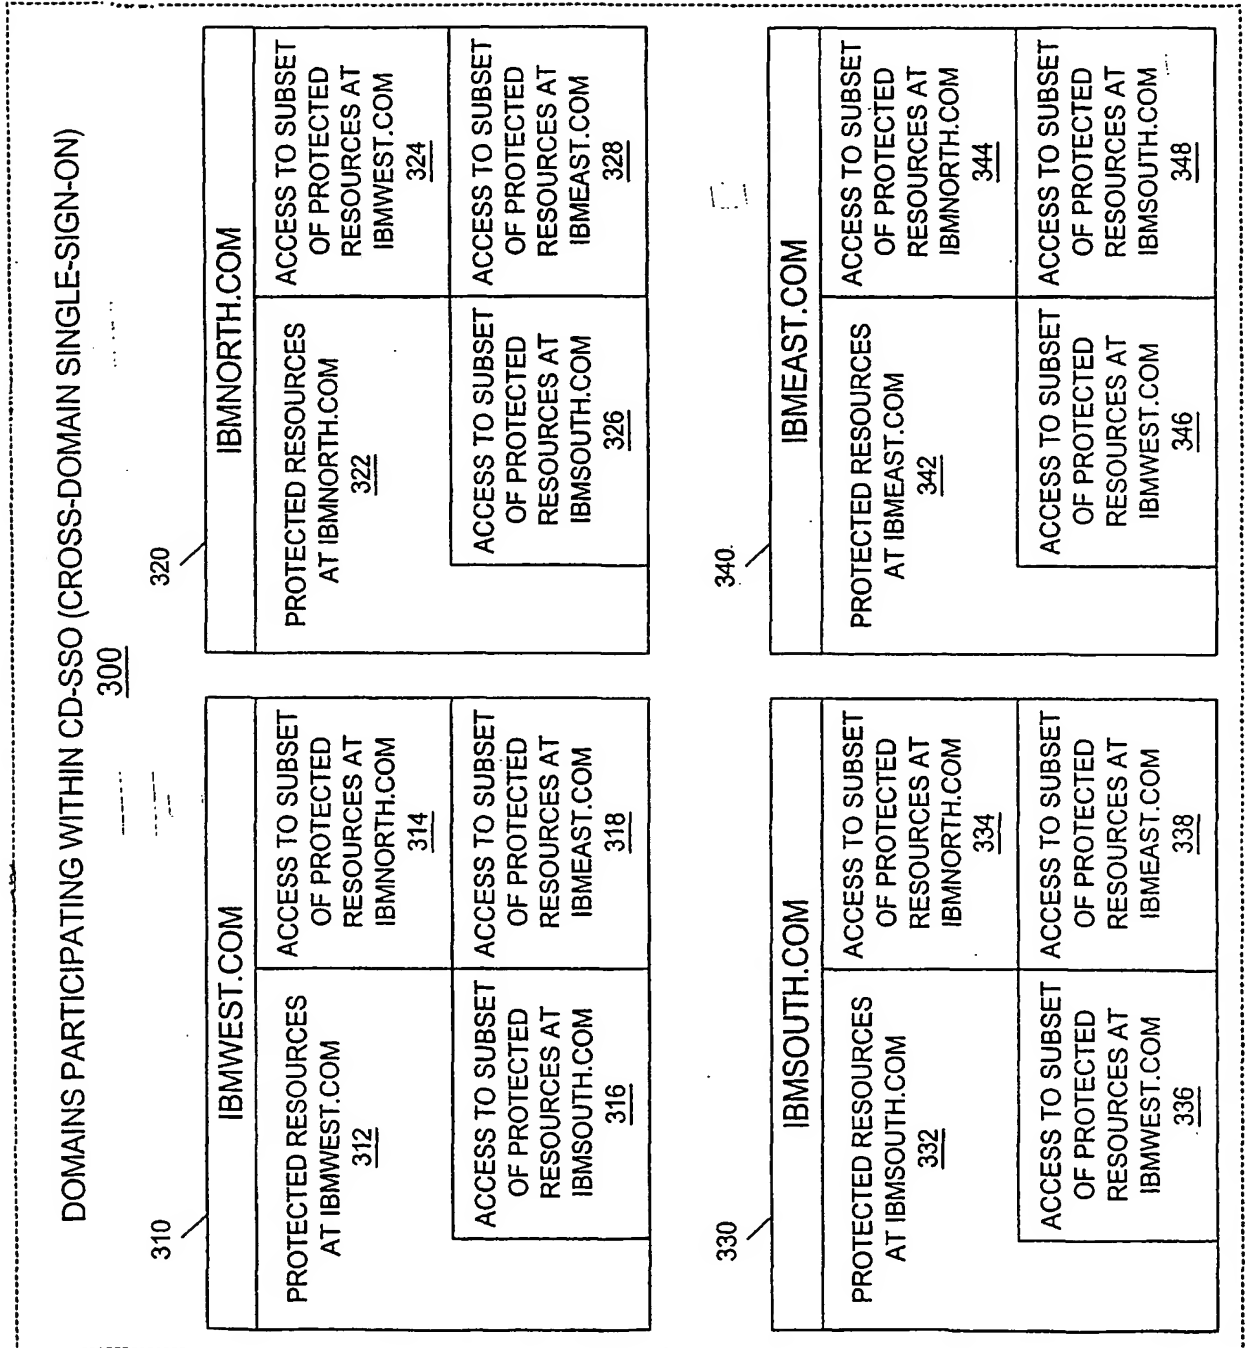 DOMAINS PARTICIPATING WITHIN CD-SSO (CROSS-DOMAIN SINGLE-SIGN-ON)
300
310
IBMWEST.COM
PROTECTED RESOURCES
AT IBMWEST.COM
312
ACCESS TO SUBSET
OF PROTECTED
RESOURCES AT
IBMNORTH.COM
314
ACCESS TO SUBSET
OF PROTECTED
RESOURCES AT
IBMSOUTH.COM
316
ACCESS TO SUBSET
OF PROTECTED
RESOURCES AT
IBMEAST.COM
318
320
IBMNORTH.COM
PROTECTED RESOURCES
AT IBMNORTH.COM
322
ACCESS TO SUBSET
OF PROTECTED
RESOURCES AT
IBMWEST.COM
324
ACCESS TO SUBSET
OF PROTECTED
RESOURCES AT
IBMSOUTH.COM
326
ACCESS TO SUBSET
OF PROTECTED
RESOURCES AT
IBMEAST.COM
328
330
IBMSOUTH.COM
PROTECTED RESOURCES
AT IBMSOUTH.COM
332
ACCESS TO SUBSET
OF PROTECTED
RESOURCES AT
IBMNORTH.COM
334
ACCESS TO SUBSET
OF PROTECTED
RESOURCES AT
IBMWEST.COM
336
ACCESS TO SUBSET
OF PROTECTED
RESOURCES AT
IBMEAST.COM
338
340
IBMEAST.COM
PROTECTED RESOURCES
AT IBMEAST.COM
342
ACCESS TO SUBSET
OF PROTECTED
RESOURCES AT
IBMNORTH.COM
344
ACCESS TO SUBSET
OF PROTECTED
RESOURCES AT
IBMWEST.COM
346
ACCESS TO SUBSET
OF PROTECTED
RESOURCES AT
IBMSOUTH.COM
348